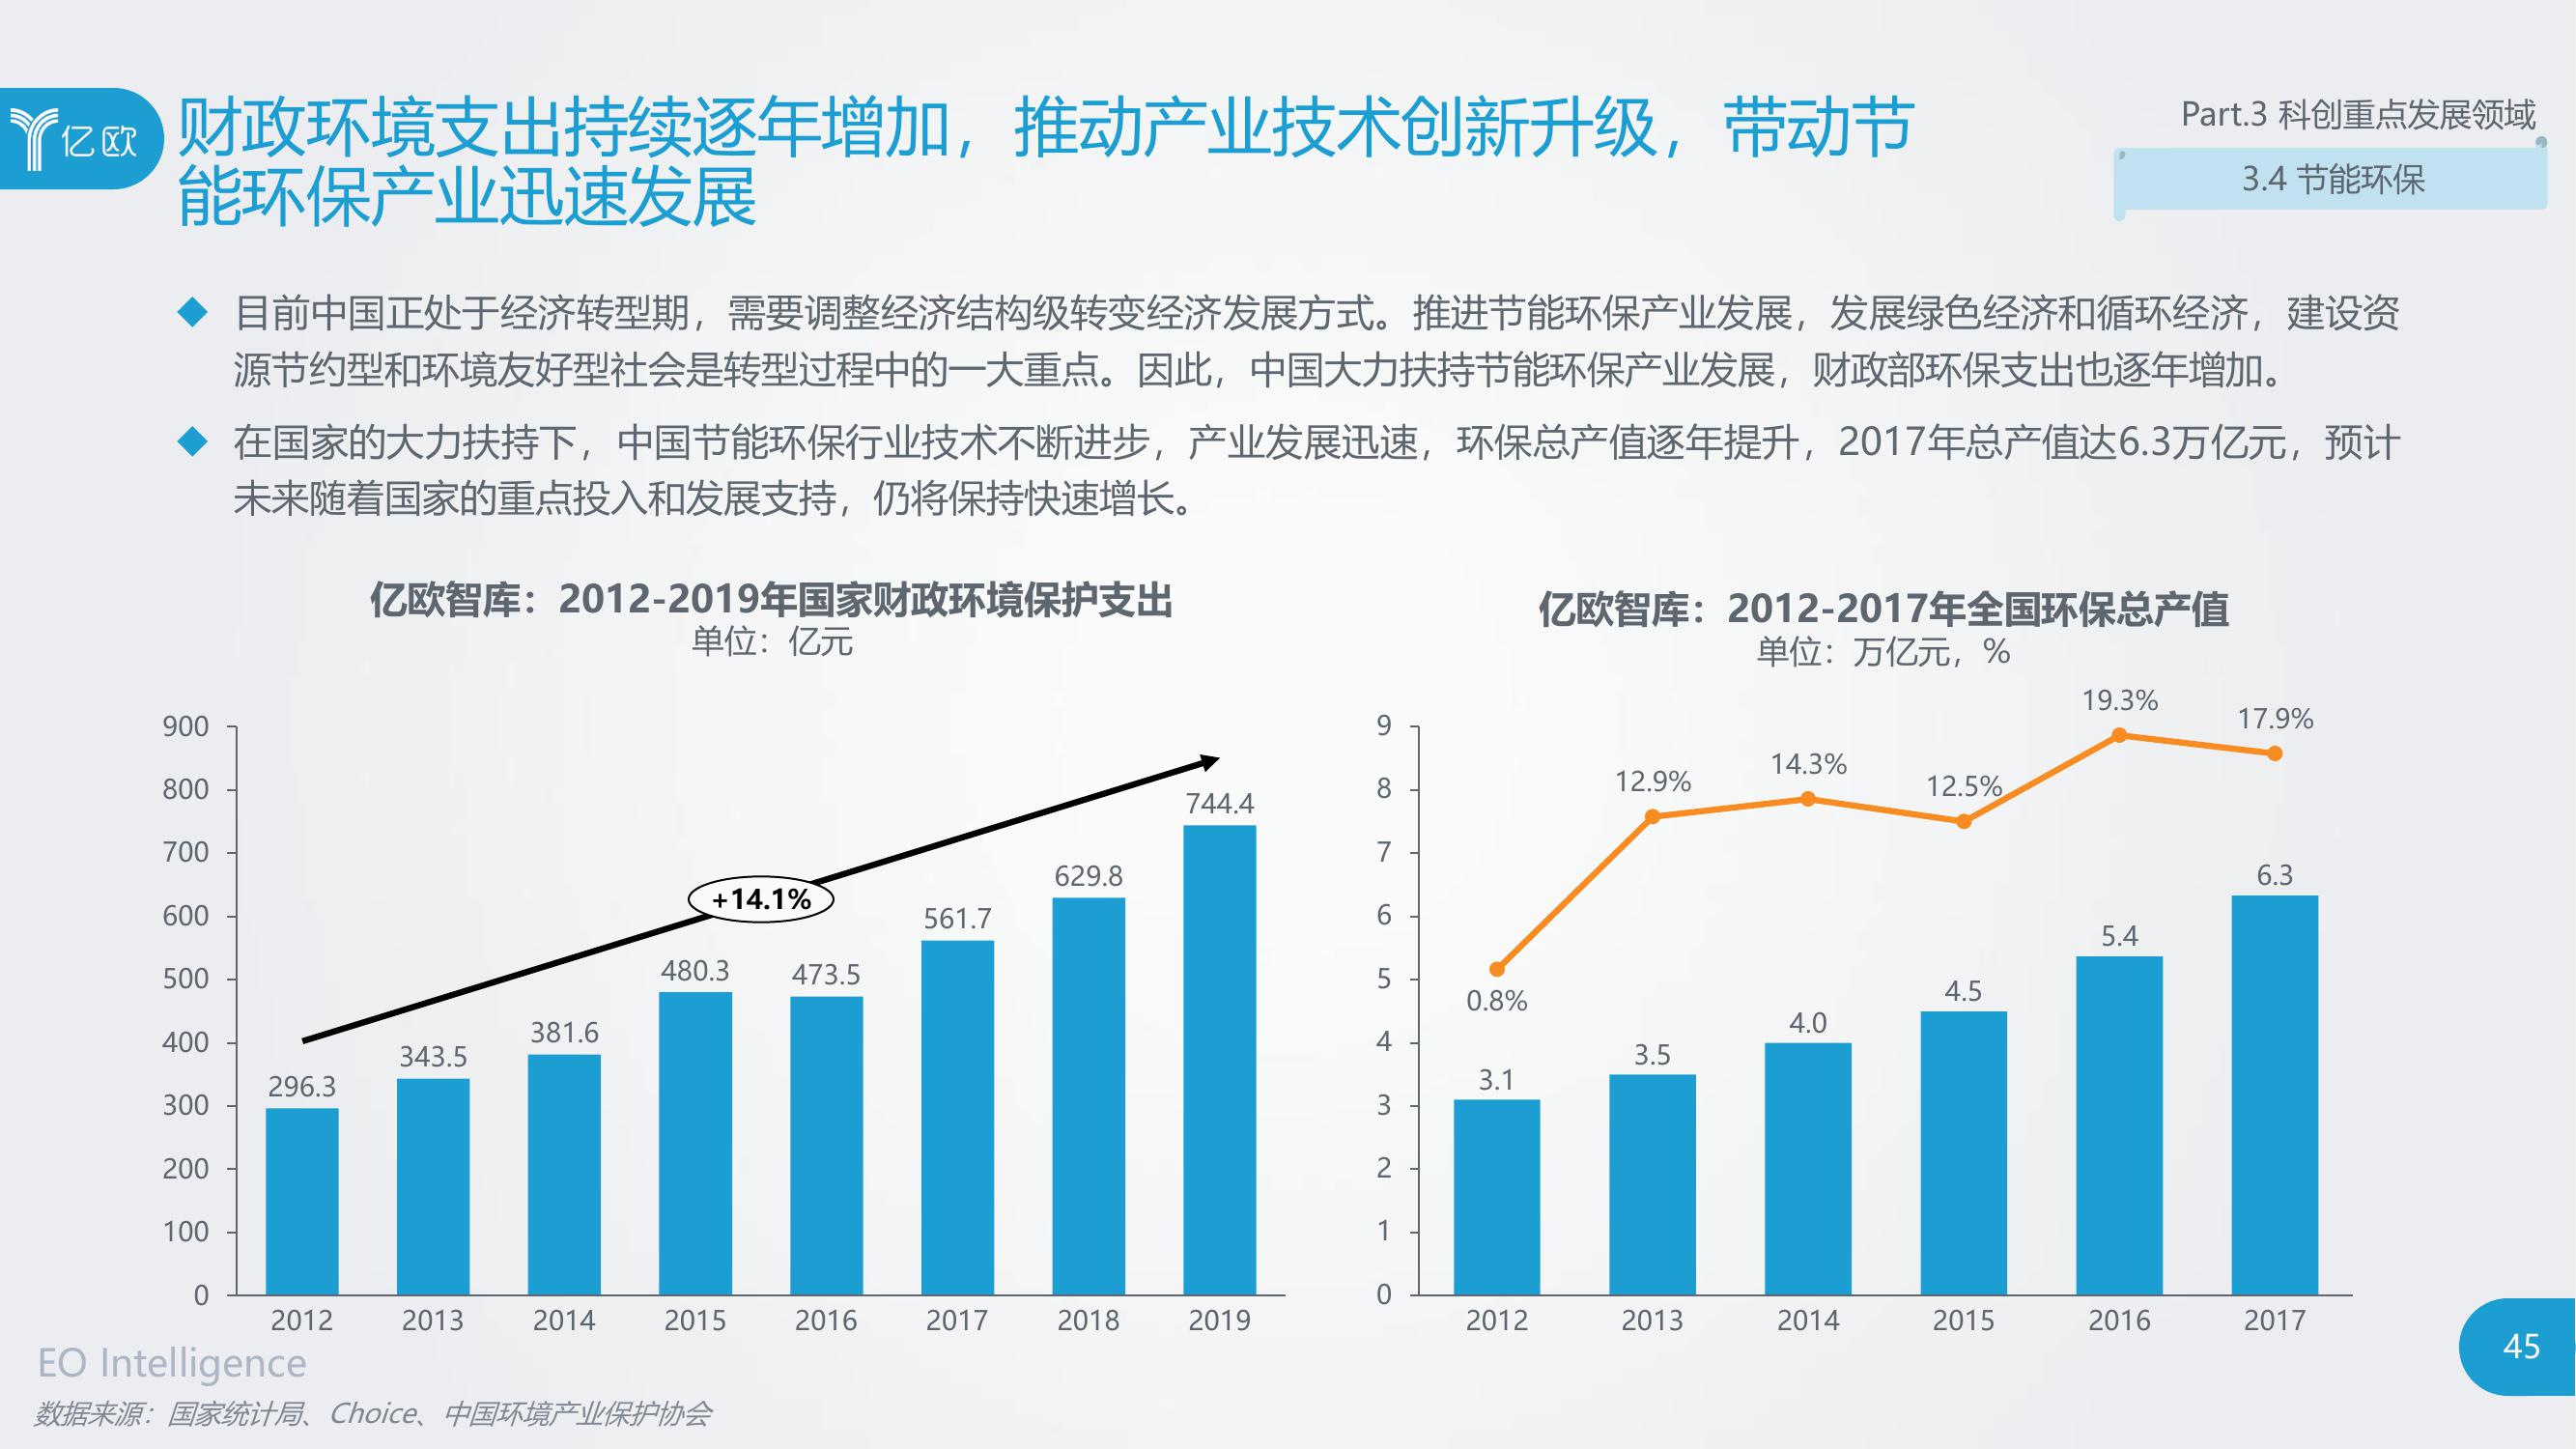 亿欧
财政环境支出持续逐年增加，推动产业技术创新升级，带动节
能环保产业迅速发展
Part.3 科创重点发展领域
3.4 节能环保
目前中国正处于经济转型期，需要调整经济结构级转变经济发展方式。推进节能环保产业发展，发展绿色经济和循环经济，建设资
源节约型和环境友好型社会是转型过程中的一大重点。因此，中国大力扶持节能环保产业发展，财政部环保支出也逐年增加。
在国家的大力扶持下，中国节能环保行业技术不断进步，产业发展迅速，环保总产值逐年提升，2017年总产值达6.3万亿元，预计
未来随着国家的重点投入和发展支持，仍将保持快速增长。
亿欧智库：2012-2019年国家财政环境保护支出
单位：亿元
900
800
700
600
500
400
300
200
100
0
+14.1%
296.3
343.5
381.6
480.3
473.5
561.7
629.8
744.4
2012 2013 2014 2015 2016 2017 2018 2019
亿欧智库：2012-2017年全国环保总产值
单位：万亿元，%
9
8
7
6
5
4
3
2
1
0
0.8%
12.9%
14.3%
12.5%
19.3%
17.9%
3.1
3.5
4.0
4.5
5.4
6.3
2012 2013 2014 2015 2016 2017
EO Intelligence
数据来源：国家统计局、Choice、中国环境产业保护协会
45